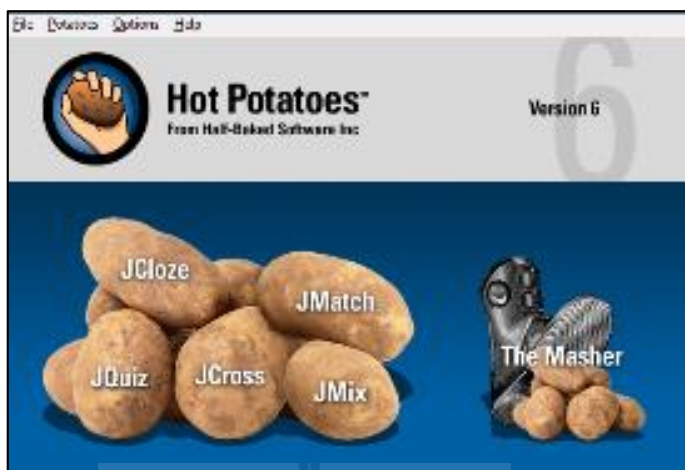 File Potatoes Options Help
Hot Potatoes™
From Half-Baked Software Inc
Version 6
6
JCloze
JMatch
JQuiz
JCross
JMix
The Masher